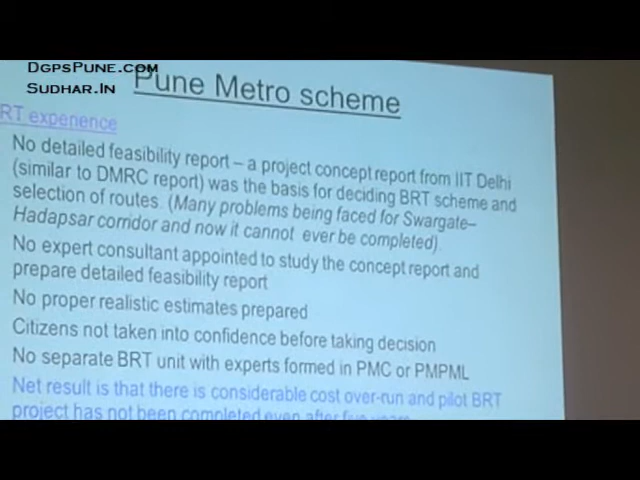 DgpsPune.com
Sudhar.In
Pune Metro scheme
RT experience
No detailed feasibility report – a project concept report from IIT Delhi
(similar to DMRC report) was the basis for deciding BRT scheme and
selection of routes. (Many problems being faced for Swargate–
Hadapsar corridor and now it cannot ever be completed).
No expert consultant appointed to study the concept report and
prepare detailed feasibility report
No proper realistic estimates prepared
Citizens not taken into confidence before taking decision
No separate BRT unit with experts formed in PMC or PMPML
Net result is that there is considerable cost over-run and pilot BRT
project has not been completed even after five years